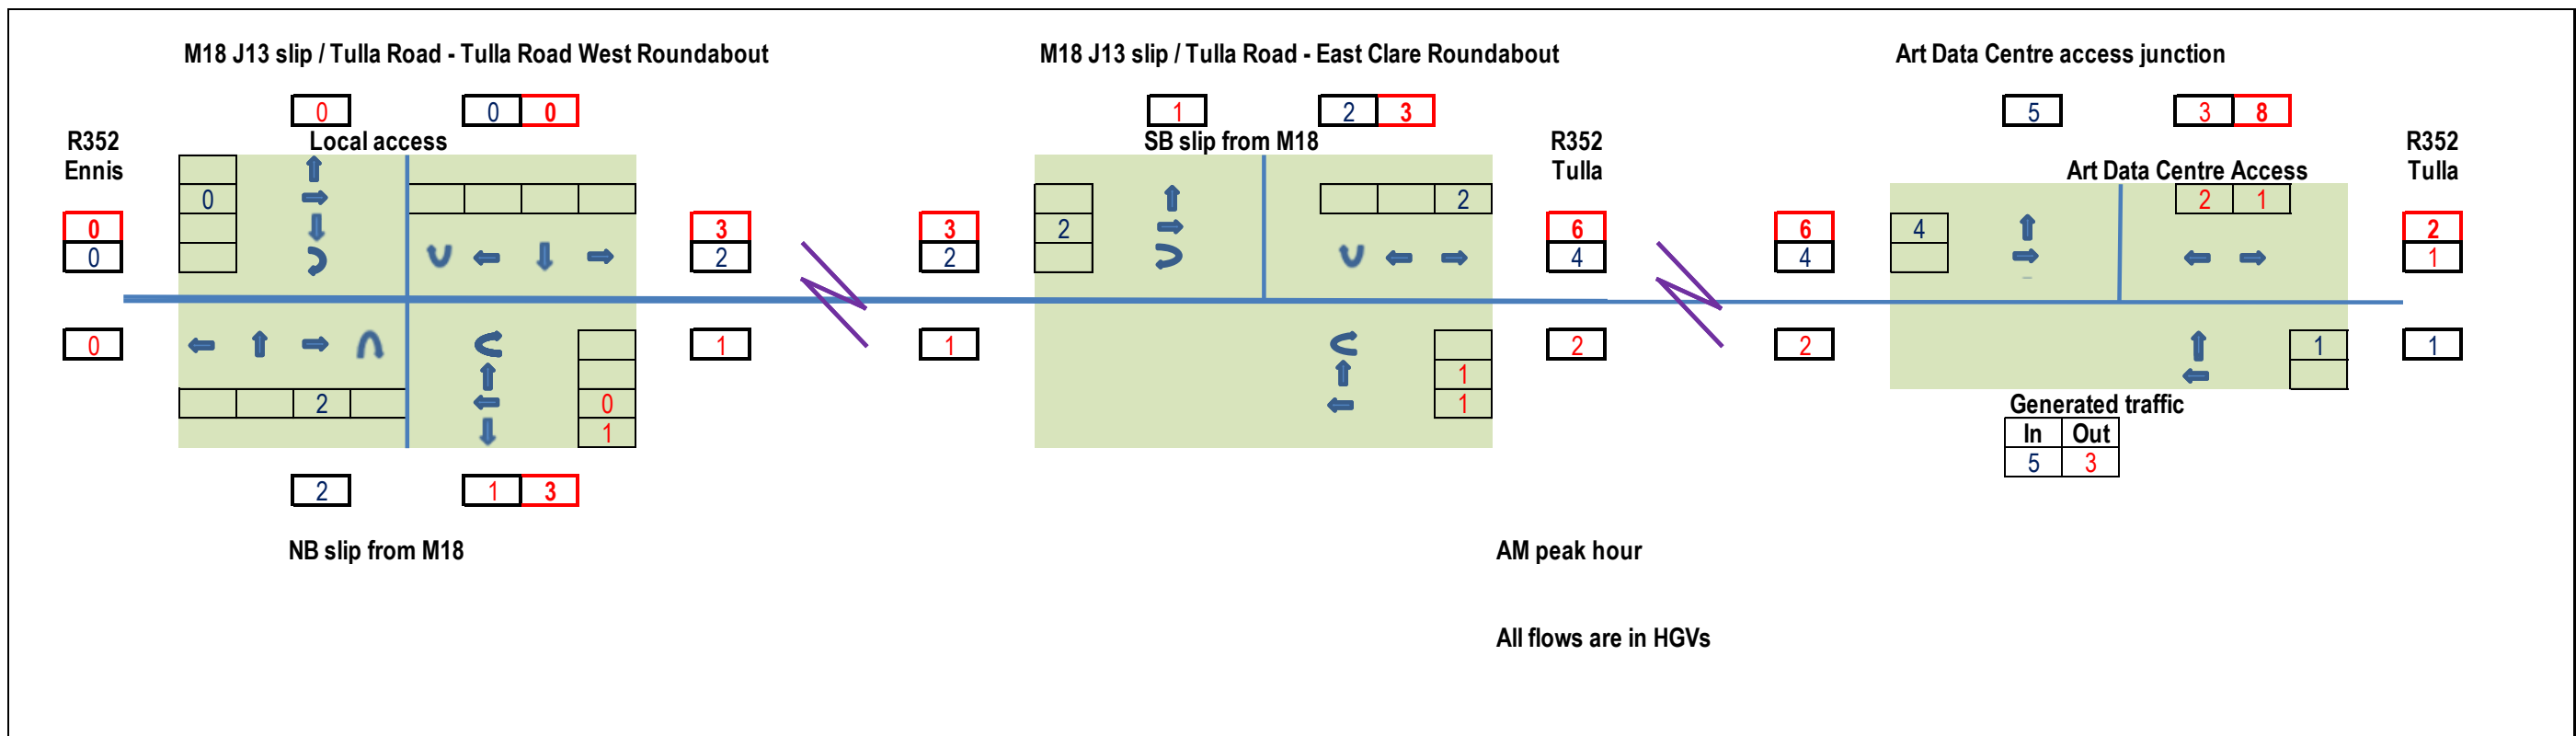 M18 J13 slip / Tulla Road - Tulla Road West Roundabout M18 J13 slip / Tulla Road - East Clare Roundabout Art Data Centre access junction
0 0 0 1 2 3 5 3 8
R352 Local access SB slip from M18 R352 R352
Ennis Tulla Art Data Centre Access Tulla
0 2 2 1
0 3 3 2 6 6 4 2
0 2 2 4 4 1
0 1 1 2 2 1 1
1
2 0 1 Generated traffic
1 In Out
5 3
2 1 3
NB slip from M18 AM peak hour
All flows are in HGVs